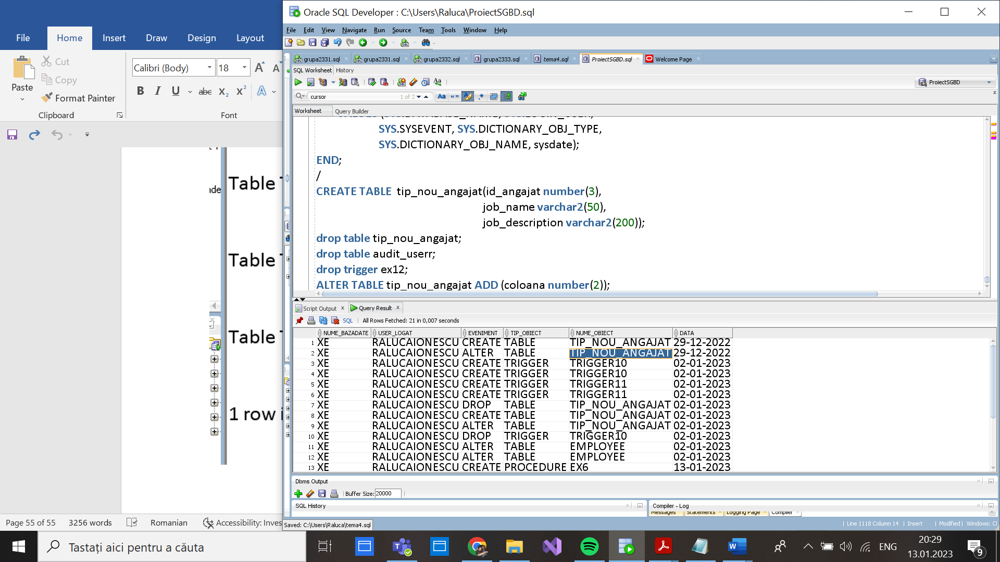 File Home Insert Draw Design Layout
Cut
Copy
Format Painter
Paste
Clipboard
Calibri (Body) 18
Font
Table
Table
Table
1 row i
Page 55 of 55 3256 words Romanian Accessibility: Inves
Oracle SQL Developer : C:\Users\Raluca\ProiectSGBD.sql
File Edit View Navigate Run Source Team Tools Window Help
grupa2331.sql grupa2331.sql grupa2332.sql grupa2333.sql tema4.sql ProiectSGBD.sql Welcome Page
SQL Worksheet History
ProiectSGBD
cursor 1 of 2
Worksheet Query Builder
SYS.SYSEVENT, SYS.DICTIONARY_OBJ_TYPE,
SYS.DICTIONARY_OBJ_NAME, sysdate);
END;
/
CREATE TABLE tip_nou_angajat(id_angajat number(3),
job_name varchar2(50),
job_description varchar2(200));
drop table tip_nou_angajat;
drop table audit_userr;
drop trigger ex12;
ALTER TABLE tip_nou_angajat ADD (coloana number(2));
Script Output Query Result
SQL All Rows Fetched: 21 in 0,007 seconds
NUME_BAZADATE USER_LOGAT EVENIMENT TIP_OBIECT NUME_OBIECT DATA
1 XE RALUCAIONESCU CREATE TABLE TIP_NOU_ANGAJAT 29-12-2022
2 XE RALUCAIONESCU ALTER TABLE TIP_NOU_ANGAJAT 29-12-2022
3 XE RALUCAIONESCU CREATE TRIGGER TRIGGER10 02-01-2023
4 XE RALUCAIONESCU CREATE TRIGGER TRIGGER10 02-01-2023
5 XE RALUCAIONESCU CREATE TRIGGER TRIGGER11 02-01-2023
6 XE RALUCAIONESCU CREATE TRIGGER TRIGGER11 02-01-2023
7 XE RALUCAIONESCU DROP TABLE TIP_NOU_ANGAJAT 02-01-2023
8 XE RALUCAIONESCU CREATE TABLE TIP_NOU_ANGAJAT 02-01-2023
9 XE RALUCAIONESCU ALTER TABLE TIP_NOU_ANGAJAT 02-01-2023
10 XE RALUCAIONESCU DROP TRIGGER TRIGGER10 02-01-2023
11 XE RALUCAIONESCU ALTER TABLE EMPLOYEE 02-01-2023
12 XE RALUCAIONESCU ALTER TABLE EMPLOYEE 02-01-2023
13 XE RALUCAIONESCU CREATE PROCEDURE EX6 13-01-2023
Dbms Output
Buffer Size: 20000
SQL History
Compiler - Log
Messages Statements Logging Page Compiler
Saved: C:\Users\Raluca\tema4.sql
Line 1118 Column 14 Insert Modified Windows: Cl
Tastați aici pentru a căuta
ENG
20:29
13.01.2023
9